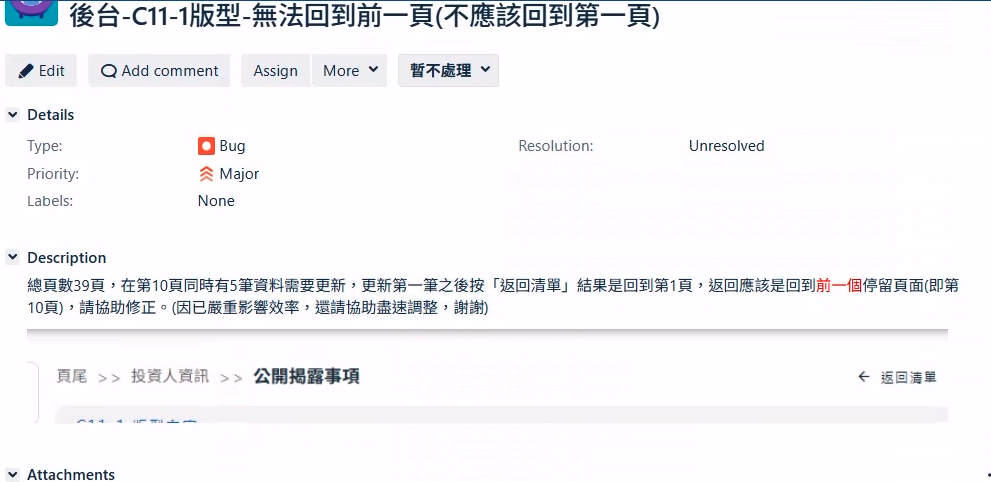 後台-C11-1版型-無法回到前一頁(不應該回到第一頁)
Edit Add comment Assign More 暫不處理
Details
Type: Bug Resolution: Unresolved
Priority: Major
Labels: None
Description
總頁數39頁，在第10頁同時有5筆資料需要更新，更新第一筆之後按「返回清單」結果是回到第1頁，返回應該是回到前一個停留頁面(即第
10頁)，請協助修正。(因已嚴重影響效率，還請協助盡速調整，謝謝)
頁尾 >> 投資人資訊 >> 公開揭露事項 ← 返回清單
C11-1 版型內容
Attachments